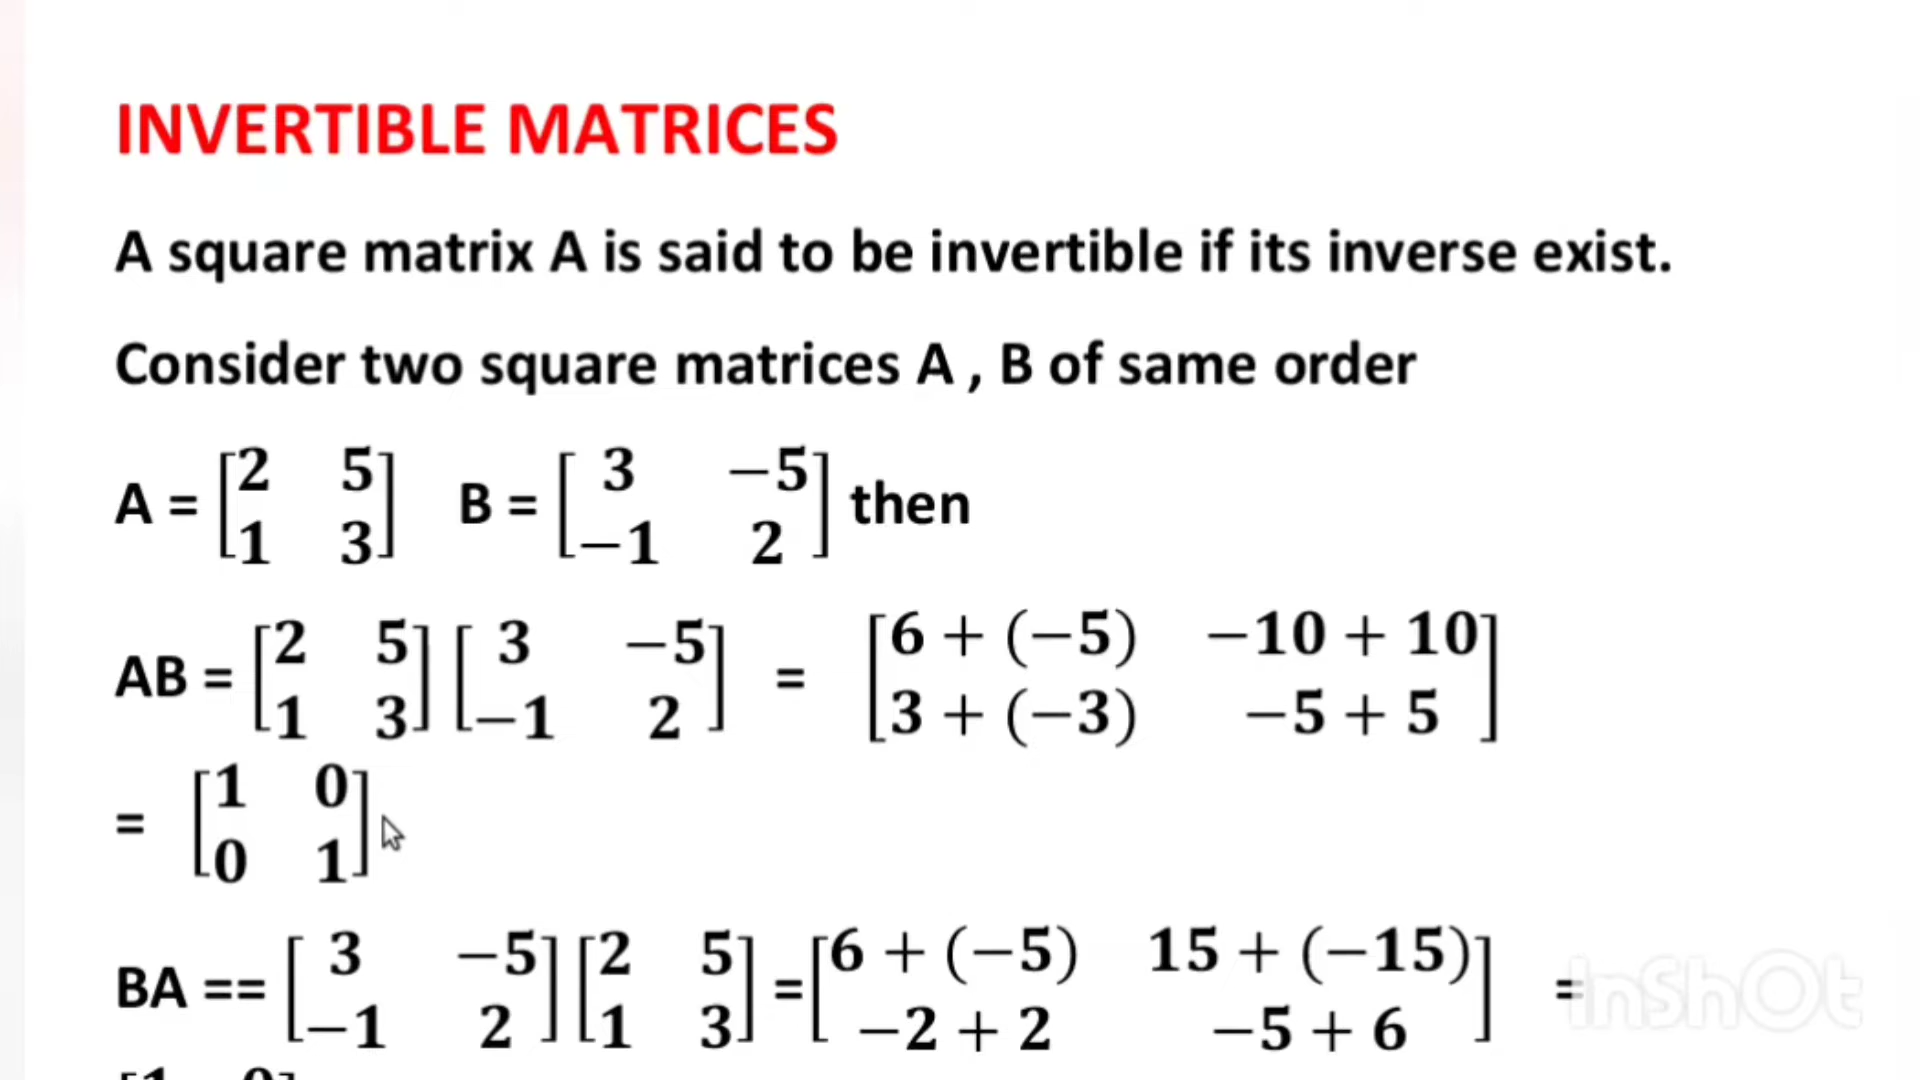 INVERTIBLE MATRICES
A square matrix A is said to be invertible if its inverse exist.
Consider two square matrices A , B of same order
A = [2 5; 1 3] B = [3 −5; −1 2] then
AB = [2 5; 1 3] [3 −5; −1 2] = [6 + (−5) −10 + 10; 3 + (−3) −5 + 5]
= [1 0; 0 1]
BA == [3 −5; −1 2] [2 5; 1 3] = [6 + (−5) 15 + (−15); −2 + 2 −5 + 6] =
InShOt